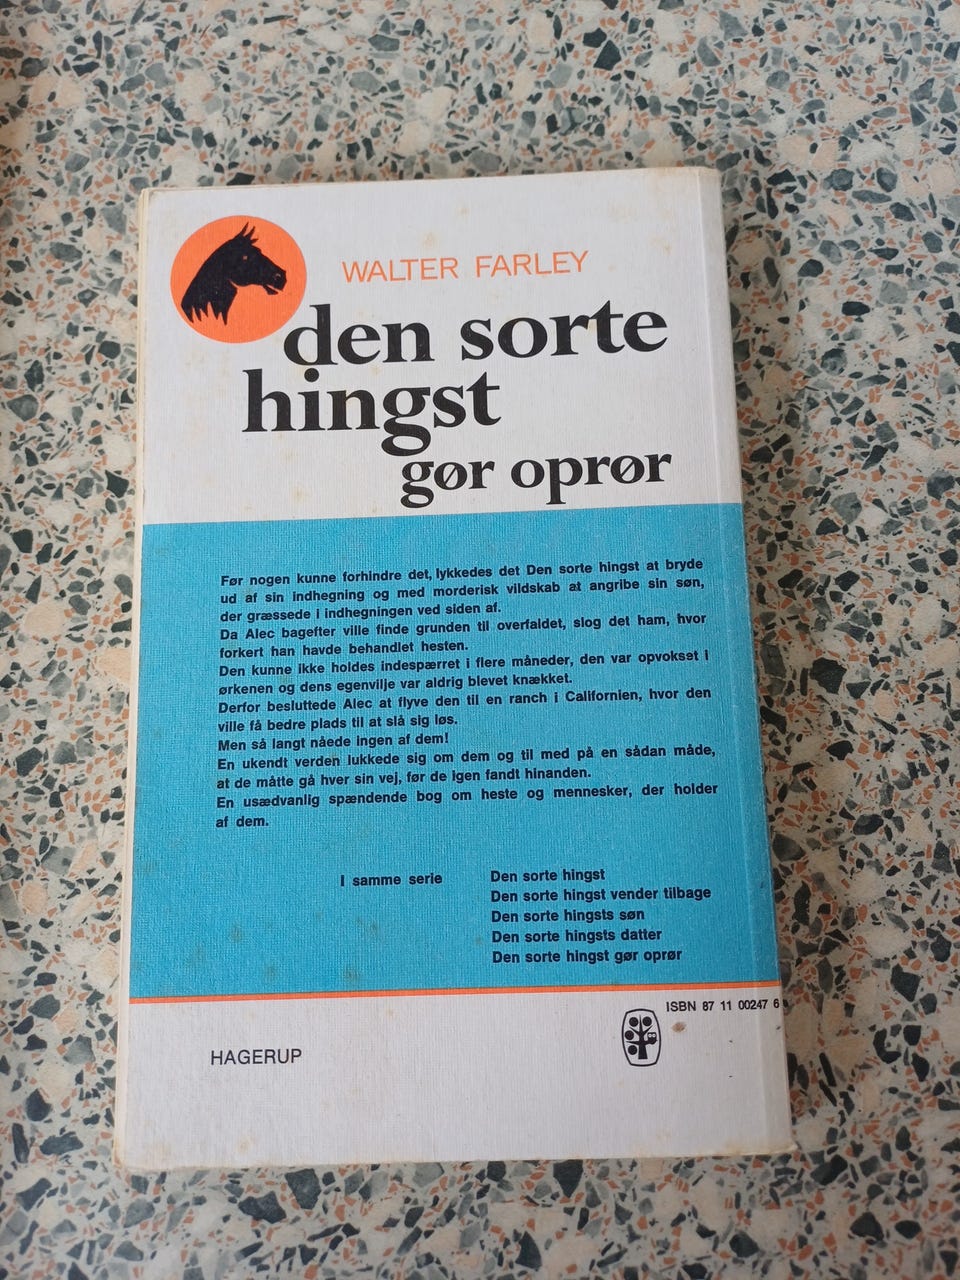 WALTER FARLEY
den sorte
hingst
gør oprør
Før nogen kunne forhindre det, lykkedes det Den sorte hingst at bryde
ud af sin indhegning og med morderisk vildskab at angribe sin søn,
der græssede i indhegningen ved siden af.
Da Alec bagefter ville finde grunden til overfaldet, slog det ham, hvor
forkert han havde behandlet hesten.
Den kunne ikke holdes indespærret i flere måneder, den var opvokset i
ørkenen og dens egenvilje var aldrig blevet knækket.
Derfor besluttede Alec at flyve den til en ranch i Californien, hvor den
ville få bedre plads til at slå sig løs.
Men så langt nåede ingen af dem!
En ukendt verden lukkede sig om dem og til med på en sådan måde,
at de måtte gå hver sin vej, før de igen fandt hinanden.
En usædvanlig spændende bog om heste og mennesker, der holder
af dem.
I samme serie Den sorte hingst
Den sorte hingst vender tilbage
Den sorte hingsts søn
Den sorte hingsts datter
Den sorte hingst gør oprør
ISBN 87 11 00247 6
HAGERUP